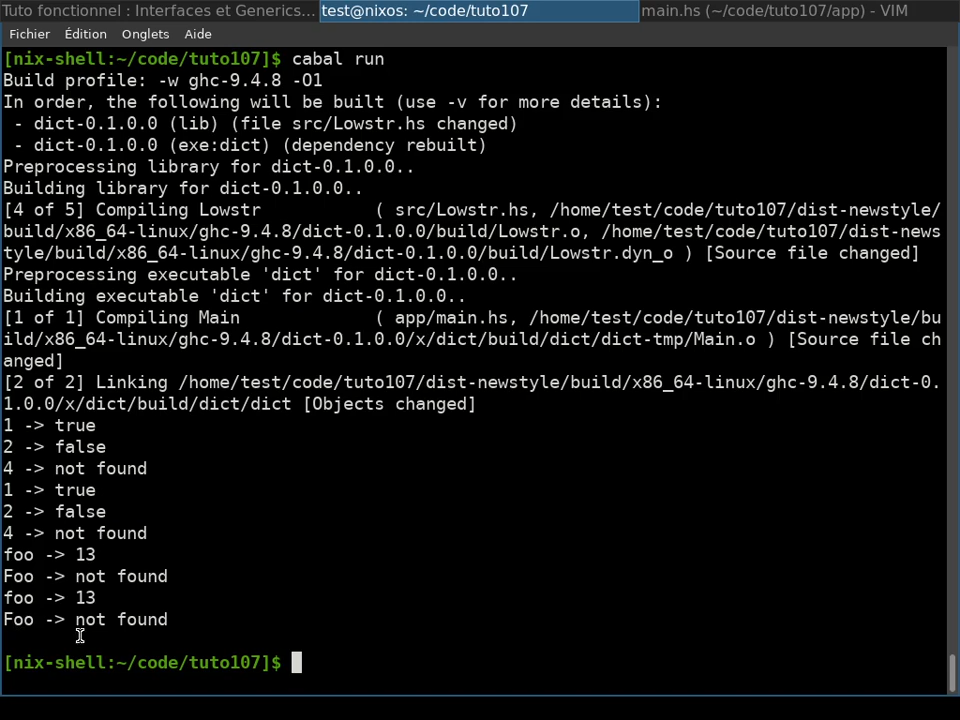 Tuto fonctionnel : Interfaces et Generics... test@nixos: ~/code/tuto107 main.hs (~/code/tuto107/app) - VIM
Fichier Édition Onglets Aide
[nix-shell:~/code/tuto107]$ cabal run
Build profile: -w ghc-9.4.8 -O1
In order, the following will be built (use -v for more details):
 - dict-0.1.0.0 (lib) (file src/Lowstr.hs changed)
 - dict-0.1.0.0 (exe:dict) (dependency rebuilt)
Preprocessing library for dict-0.1.0.0..
Building library for dict-0.1.0.0..
[4 of 5] Compiling Lowstr           ( src/Lowstr.hs, /home/test/code/tuto107/dist-newstyle/
build/x86_64-linux/ghc-9.4.8/dict-0.1.0.0/build/Lowstr.o, /home/test/code/tuto107/dist-news
tyle/build/x86_64-linux/ghc-9.4.8/dict-0.1.0.0/build/Lowstr.dyn_o ) [Source file changed]
Preprocessing executable 'dict' for dict-0.1.0.0..
Building executable 'dict' for dict-0.1.0.0..
[1 of 1] Compiling Main             ( app/main.hs, /home/test/code/tuto107/dist-newstyle/bu
ild/x86_64-linux/ghc-9.4.8/dict-0.1.0.0/x/dict/build/dict/dict-tmp/Main.o ) [Source file ch
anged]
[2 of 2] Linking /home/test/code/tuto107/dist-newstyle/build/x86_64-linux/ghc-9.4.8/dict-0.
1.0.0/x/dict/build/dict/dict [Objects changed]
1 -> true
2 -> false
4 -> not found
1 -> true
2 -> false
4 -> not found
foo -> 13
Foo -> not found
foo -> 13
Foo -> not found
[nix-shell:~/code/tuto107]$